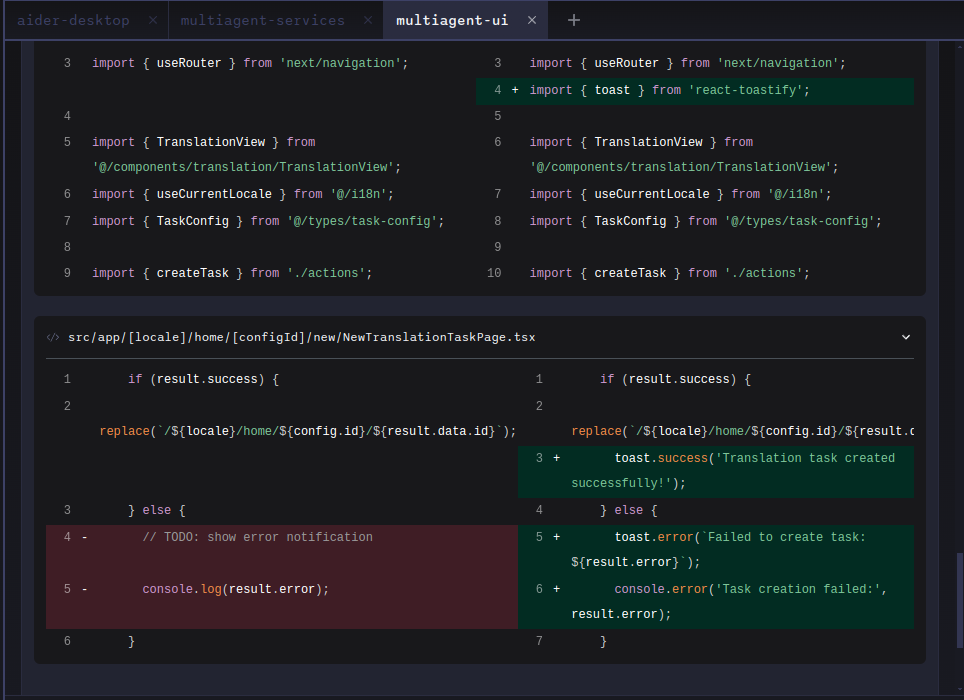 aider-desktop × multiagent-services × multiagent-ui × +
3 import { useRouter } from 'next/navigation'; 3 import { useRouter } from 'next/navigation';
4 + import { toast } from 'react-toastify';
4 5
5 import { TranslationView } from 6 import { TranslationView } from
'@/components/translation/TranslationView'; '@/components/translation/TranslationView';
6 import { useCurrentLocale } from '@/i18n'; 7 import { useCurrentLocale } from '@/i18n';
7 import { TaskConfig } from '@/types/task-config'; 8 import { TaskConfig } from '@/types/task-config';
8 9
9 import { createTask } from './actions'; 10 import { createTask } from './actions';
</> src/app/[locale]/home/[configId]/new/NewTranslationTaskPage.tsx
1 if (result.success) { 1 if (result.success) {
2 2
replace(`/${locale}/home/${config.id}/${result.data.id}`); replace(`/${locale}/home/${config.id}/${result.d
3 + toast.success('Translation task created
successfully!');
3 } else { 4 } else {
4 - // TODO: show error notification 5 + toast.error(`Failed to create task:
${result.error}`);
5 - console.log(result.error); 6 + console.error('Task creation failed:',
result.error);
6 } 7 }